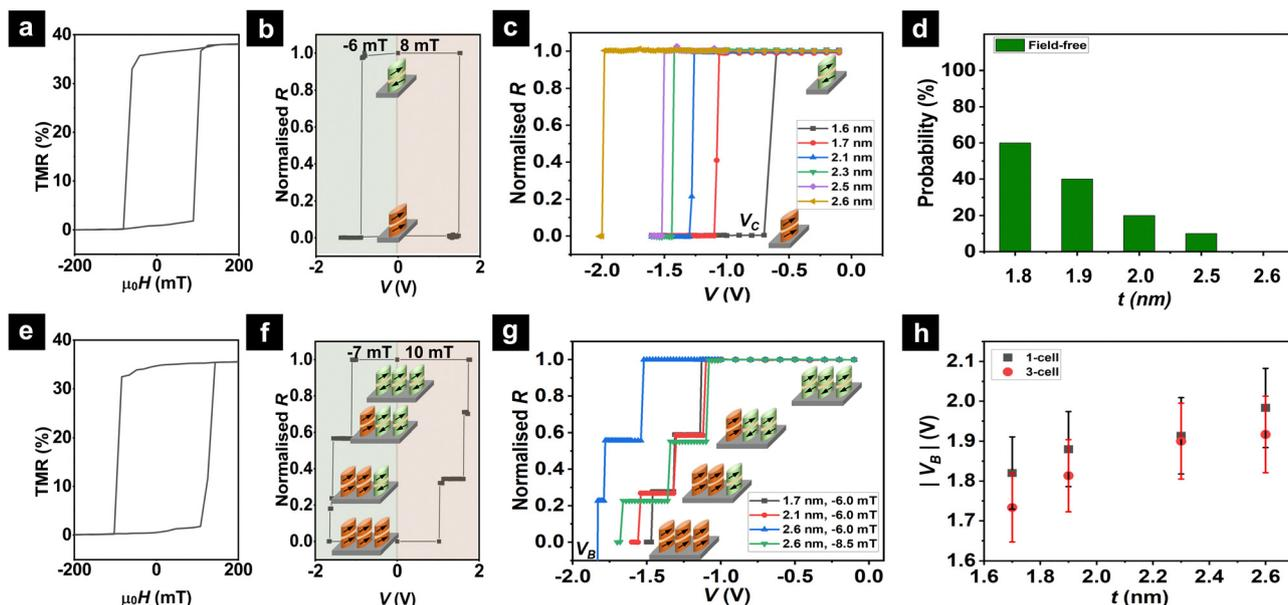 a
40
30
20
10
0
TMR (%)
-200
0
200
μ₀H (mT)
b
-6 mT
8 mT
1.0
0.8
0.6
0.4
0.2
0.0
Normalised R
-2
0
2
V (V)
c
1.0
0.8
0.6
0.4
0.2
0.0
Normalised R
1.6 nm
1.7 nm
2.1 nm
2.3 nm
2.5 nm
2.6 nm
V_C
-2.0
-1.5
-1.0
-0.5
0.0
V (V)
d
Field-free
100
80
60
40
20
0
Probability (%)
1.8
1.9
2.0
2.5
2.6
t (nm)
e
40
30
20
10
0
TMR (%)
-200
0
200
μ₀H (mT)
f
-7 mT
10 mT
1.0
0.8
0.6
0.4
0.2
0.0
Normalised R
-2
0
2
V (V)
g
1.0
0.8
0.6
0.4
0.2
0.0
Normalised R
1.7 nm, -6.0 mT
2.1 nm, -6.0 mT
2.6 nm, -6.0 mT
2.6 nm, -8.5 mT
V_B
-2.0
-1.5
-1.0
-0.5
0.0
V (V)
h
1-cell
3-cell
2.1
2.0
1.9
1.8
1.7
1.6
| V_B | (V)
1.6
1.8
2.0
2.2
2.4
2.6
t (nm)